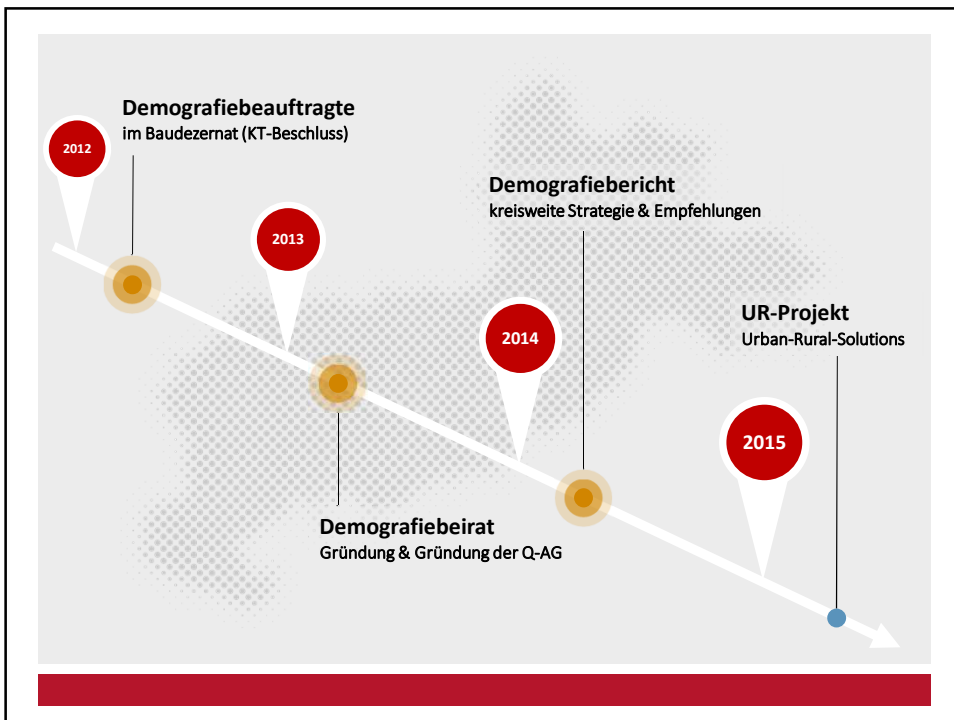 2012
Demografiebeauftragte
im Baudezernat (KT-Beschluss)
2013
Demografiebeirat
Gründung & Gründung der Q-AG
2014
Demografiebericht
kreisweite Strategie & Empfehlungen
2015
UR-Projekt
Urban-Rural-Solutions